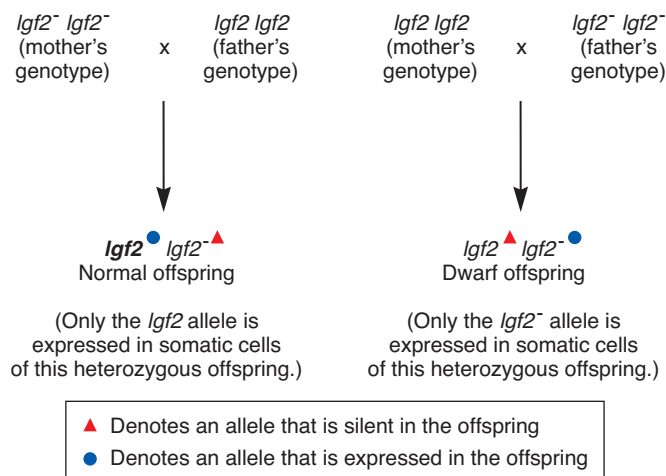 Igf2- Igf2-
(mother's
genotype)
x
Igf2 Igf2
(father's
genotype)
Igf2 Igf2
(mother's
genotype)
x
Igf2- Igf2-
(father's
genotype)
Igf2 Igf2-
Normal offspring
(Only the Igf2 allele is
expressed in somatic cells
of this heterozygous offspring.)
Igf2 Igf2-
Dwarf offspring
(Only the Igf2- allele is
expressed in somatic cells
of this heterozygous offspring.)
Denotes an allele that is silent in the offspring
Denotes an allele that is expressed in the offspring